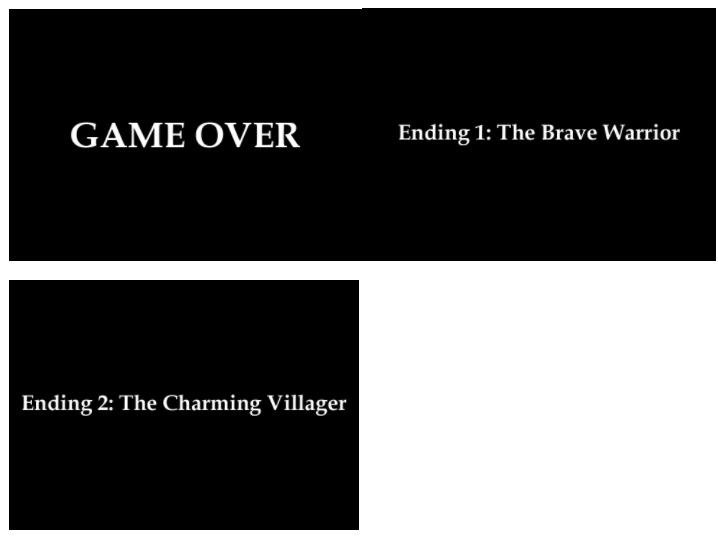 GAME OVER
Ending 1: The Brave Warrior
Ending 2: The Charming Villager